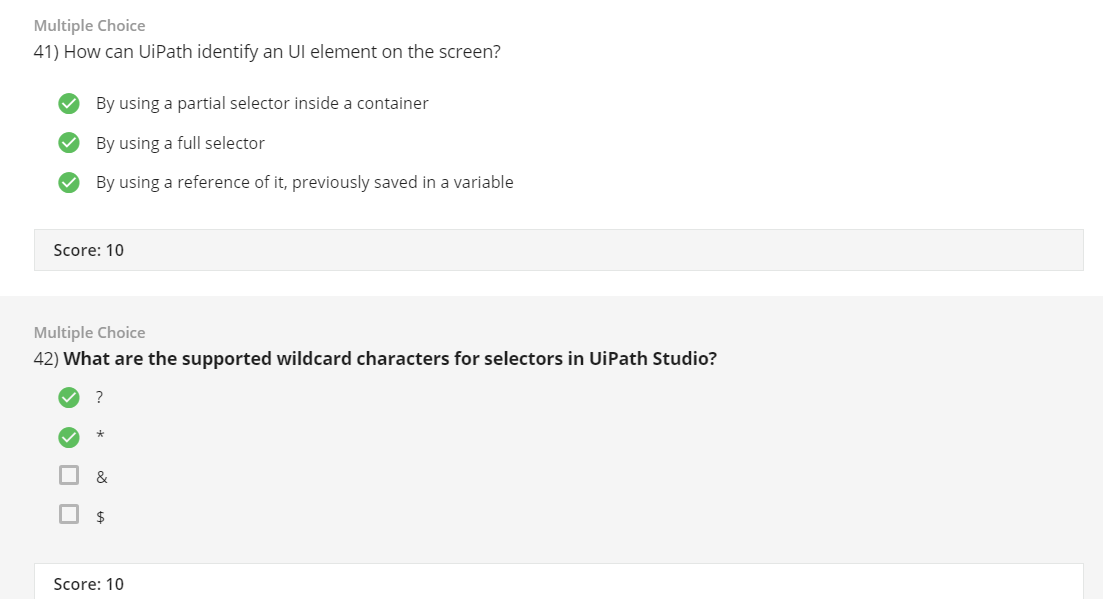 Multiple Choice
41) How can UiPath identify an UI element on the screen?
By using a partial selector inside a container
By using a full selector
By using a reference of it, previously saved in a variable
Score: 10
Multiple Choice
42) What are the supported wildcard characters for selectors in UiPath Studio?
?
*
&
$
Score: 10